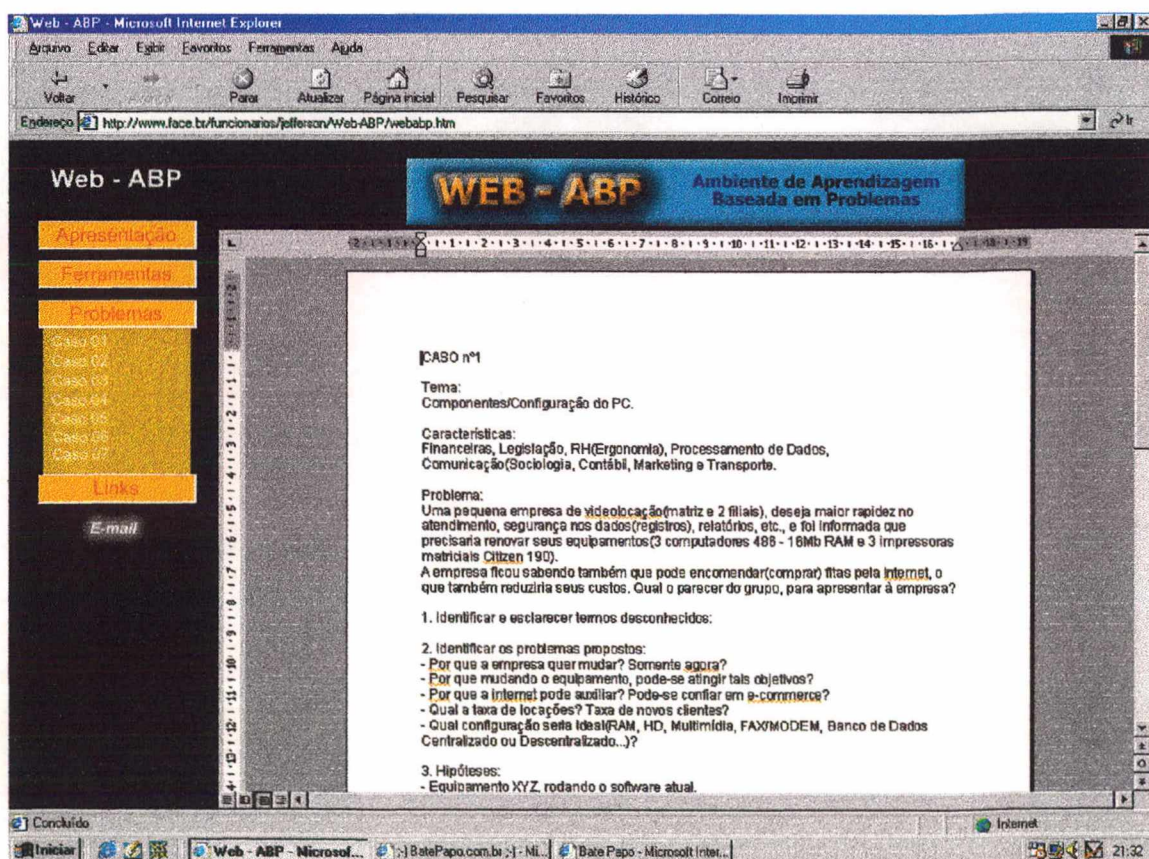 Web - ABP - Microsoft Internet Explorer
Arquivo Editar Exibir Favoritos Ferramentas Ajuda
Voltar Parar Atualizar Página inicial Pesquisar Favoritos Histórico Correio Imprimir
Endereço http://www.face.br/funcionarios/jefferson/Web-ABP/webabp.htm Ir
Web - ABP
WEB - ABP
Ambiente de Aprendizagem
Baseada em Problemas
Apresentação
Ferramentas
Problemas
Caso 01
Caso 02
Caso 03
Caso 04
Caso 05
Caso 06
Caso 07
Links
E-mail
CASO nº1
Tema:
Componentes/Configuração do PC.
Características:
Financeiras, Legislação, RH(Ergonomia), Processamento de Dados,
Comunicação(Sociologia, Contábil, Marketing e Transporte.
Problema:
Uma pequena empresa de videolocação(matriz e 2 filiais), deseja maior rapidez no
atendimento, segurança nos dados(registros), relatórios, etc., e foi informada que
precisaria renovar seus equipamentos(3 computadores 486 - 16Mb RAM e 3 impressoras
matriciais Citizen 190).
A empresa ficou sabendo também que pode encomendar(comprar) fitas pela Internet, o
que também reduziria seus custos. Qual o parecer do grupo, para apresentar à empresa?
1. Identificar e esclarecer termos desconhecidos:
2. Identificar os problemas propostos:
- Por que a empresa quer mudar? Somente agora?
- Por que mudando o equipamento, pode-se atingir tais objetivos?
- Por que a internet pode auxiliar? Pode-se confiar em e-commerce?
- Qual a taxa de locações? Taxa de novos clientes?
- Qual configuração seria ideal(RAM, HD, Multimídia, FAX/MODEM, Banco de Dados
Centralizado ou Descentralizado...)?
3. Hipóteses:
- Equipamento XYZ, rodando o software atual.
Concluído Internet
Iniciar Web - ABP - Microsof... ;-) BatePapo.com.br ;-) - Mi... Bate Papo - Microsoft Inter... 21:32